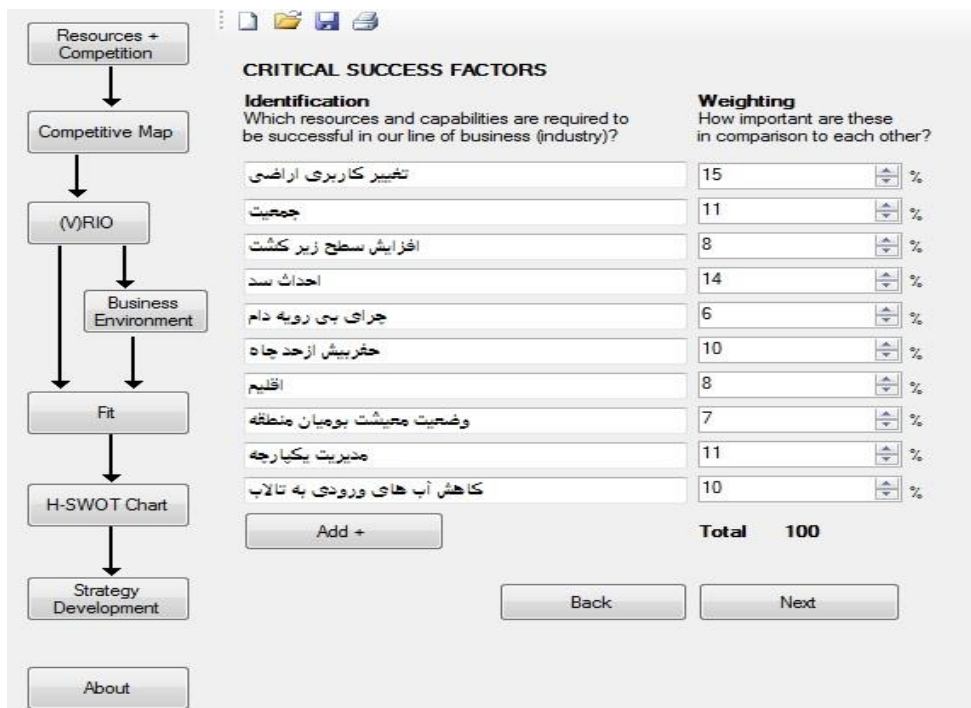 Resources +
Competition
Competitive Map
(V)RIO
Business
Environment
Fit
H-SWOT Chart
Strategy
Development
About
CRITICAL SUCCESS FACTORS
Identification
Which resources and capabilities are required to
be successful in our line of business (industry)?
Weighting
How important are these
in comparison to each other?
تغییر کاربری اراضی
15 %
جمعیت
11 %
افزایش سطح زیر کشت
8 %
احداث سد
14 %
چرای بی رویه دام
6 %
حفربیش ازحد چاه
10 %
اقلیم
8 %
وضعیت معیشت بومیان منطقه
7 %
مدیریت یکپارچه
11 %
کاهش آب های ورودی به تالاب
10 %
Add +
Total 100
Back
Next